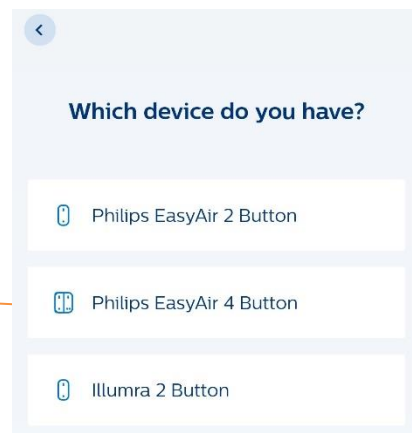 Which device do you have?
Philips EasyAir 2 Button
Philips EasyAir 4 Button
Illumra 2 Button